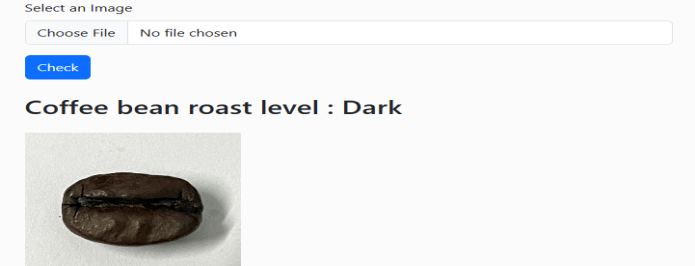 Select an Image
Choose File No file chosen
Check
Coffee bean roast level : Dark